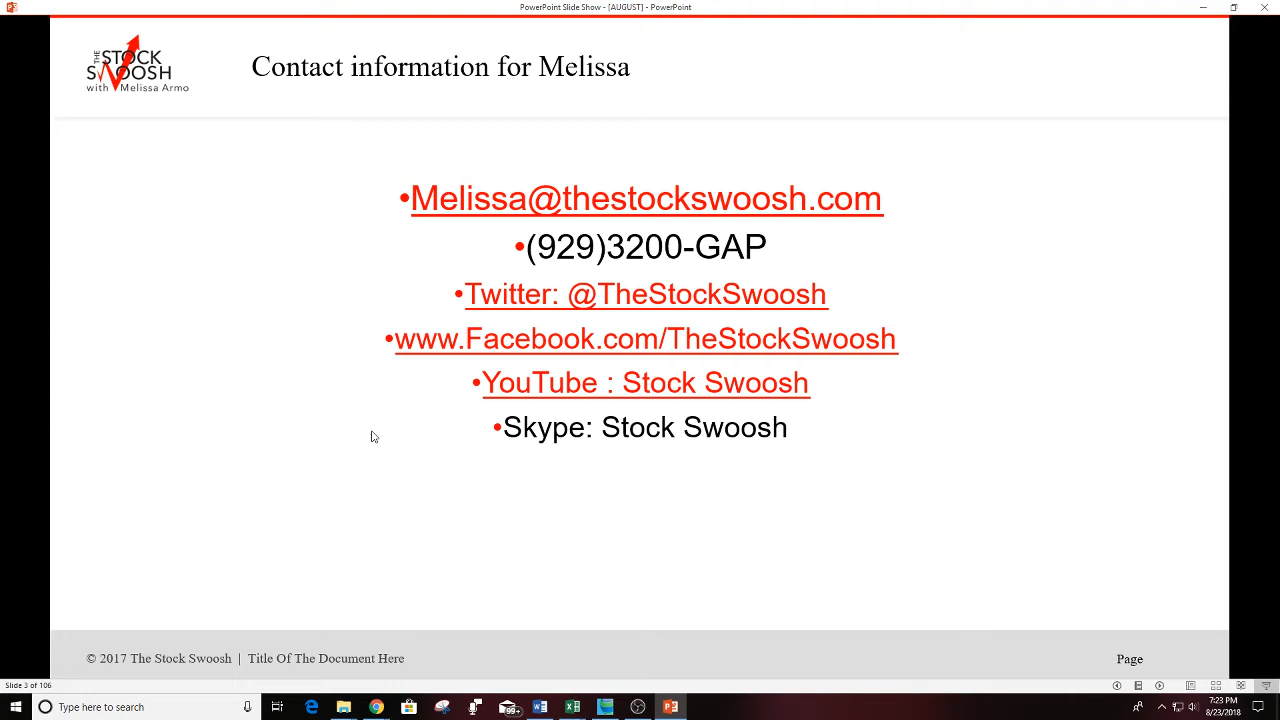 PowerPoint Slide Show - [AUGUST] - PowerPoint
THE
STOCK
SWOOSH
with Melissa Armo
Contact information for Melissa
•Melissa@thestockswoosh.com
•(929)3200-GAP
•Twitter: @TheStockSwoosh
•www.Facebook.com/TheStockSwoosh
•YouTube : Stock Swoosh
•Skype: Stock Swoosh
© 2017 The Stock Swoosh | Title Of The Document Here
Page
Slide 3 of 106
Type here to search
99+
7:23 PM
8/23/2018